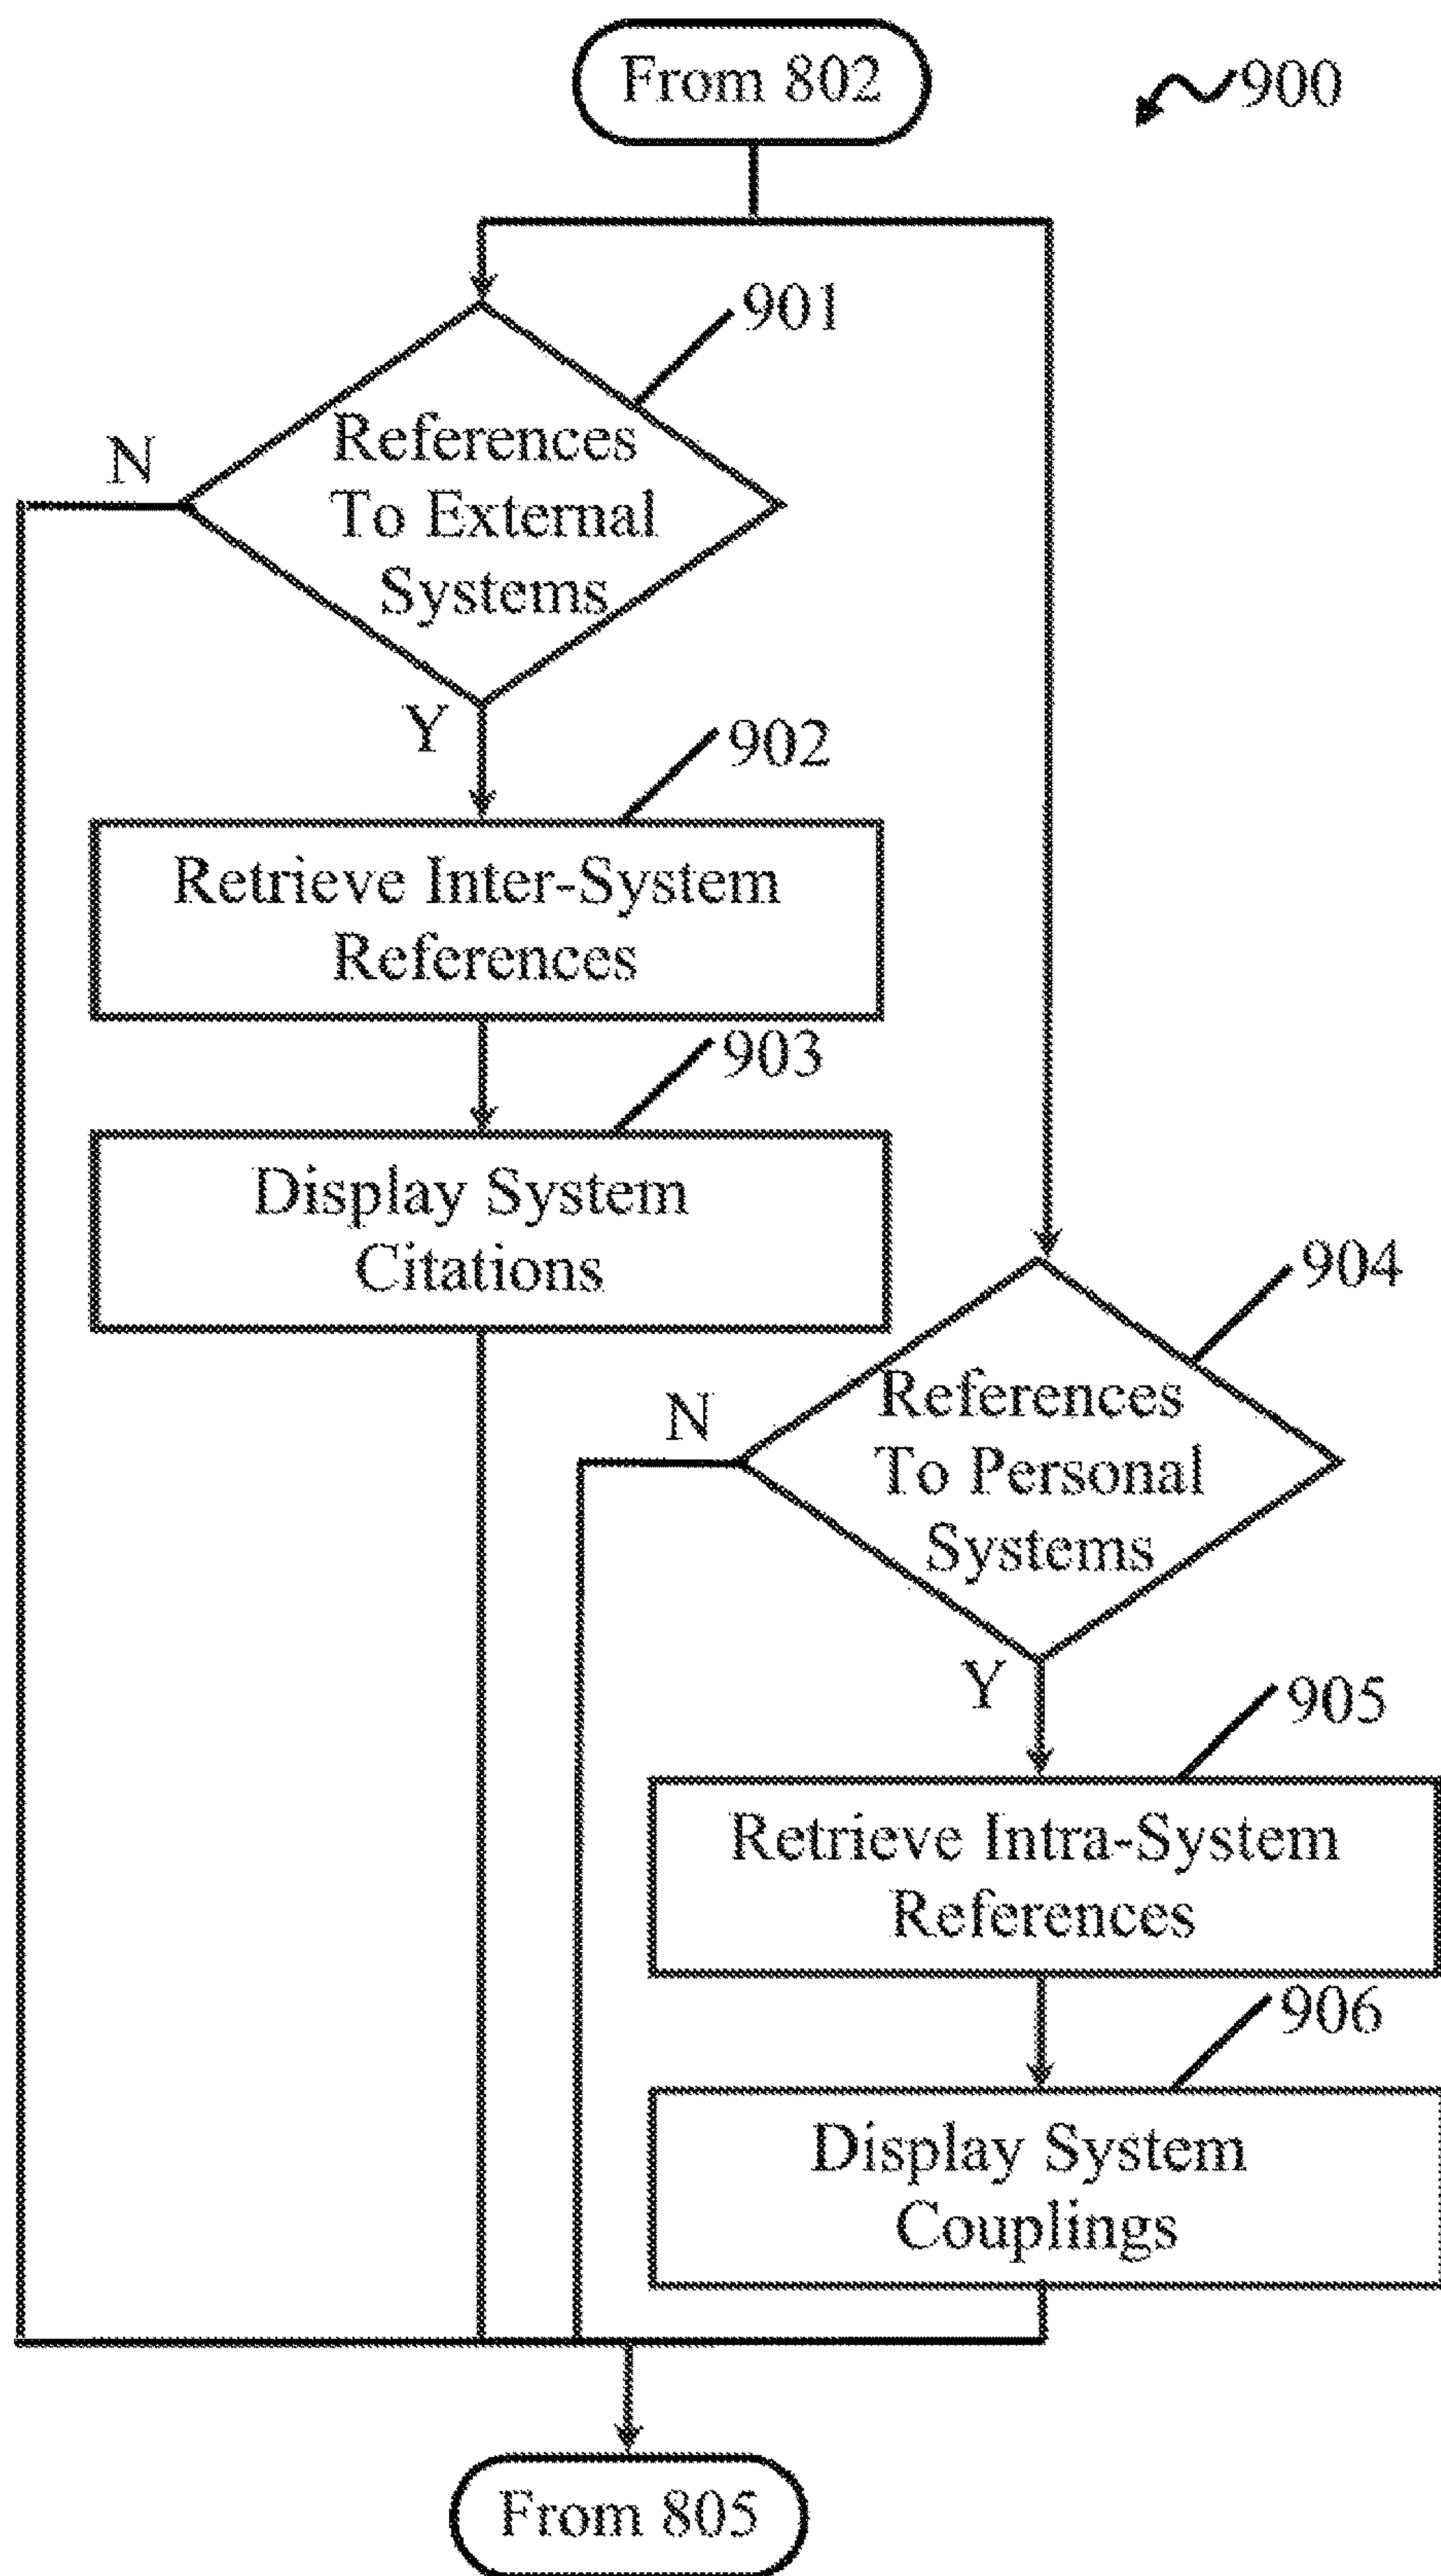 From 802
900
901
References
To External
Systems
N
Y
902
Retrieve Inter-System
References
903
Display System
Citations
904
References
To Personal
Systems
N
Y
905
Retrieve Intra-System
References
906
Display System
Couplings
From 805